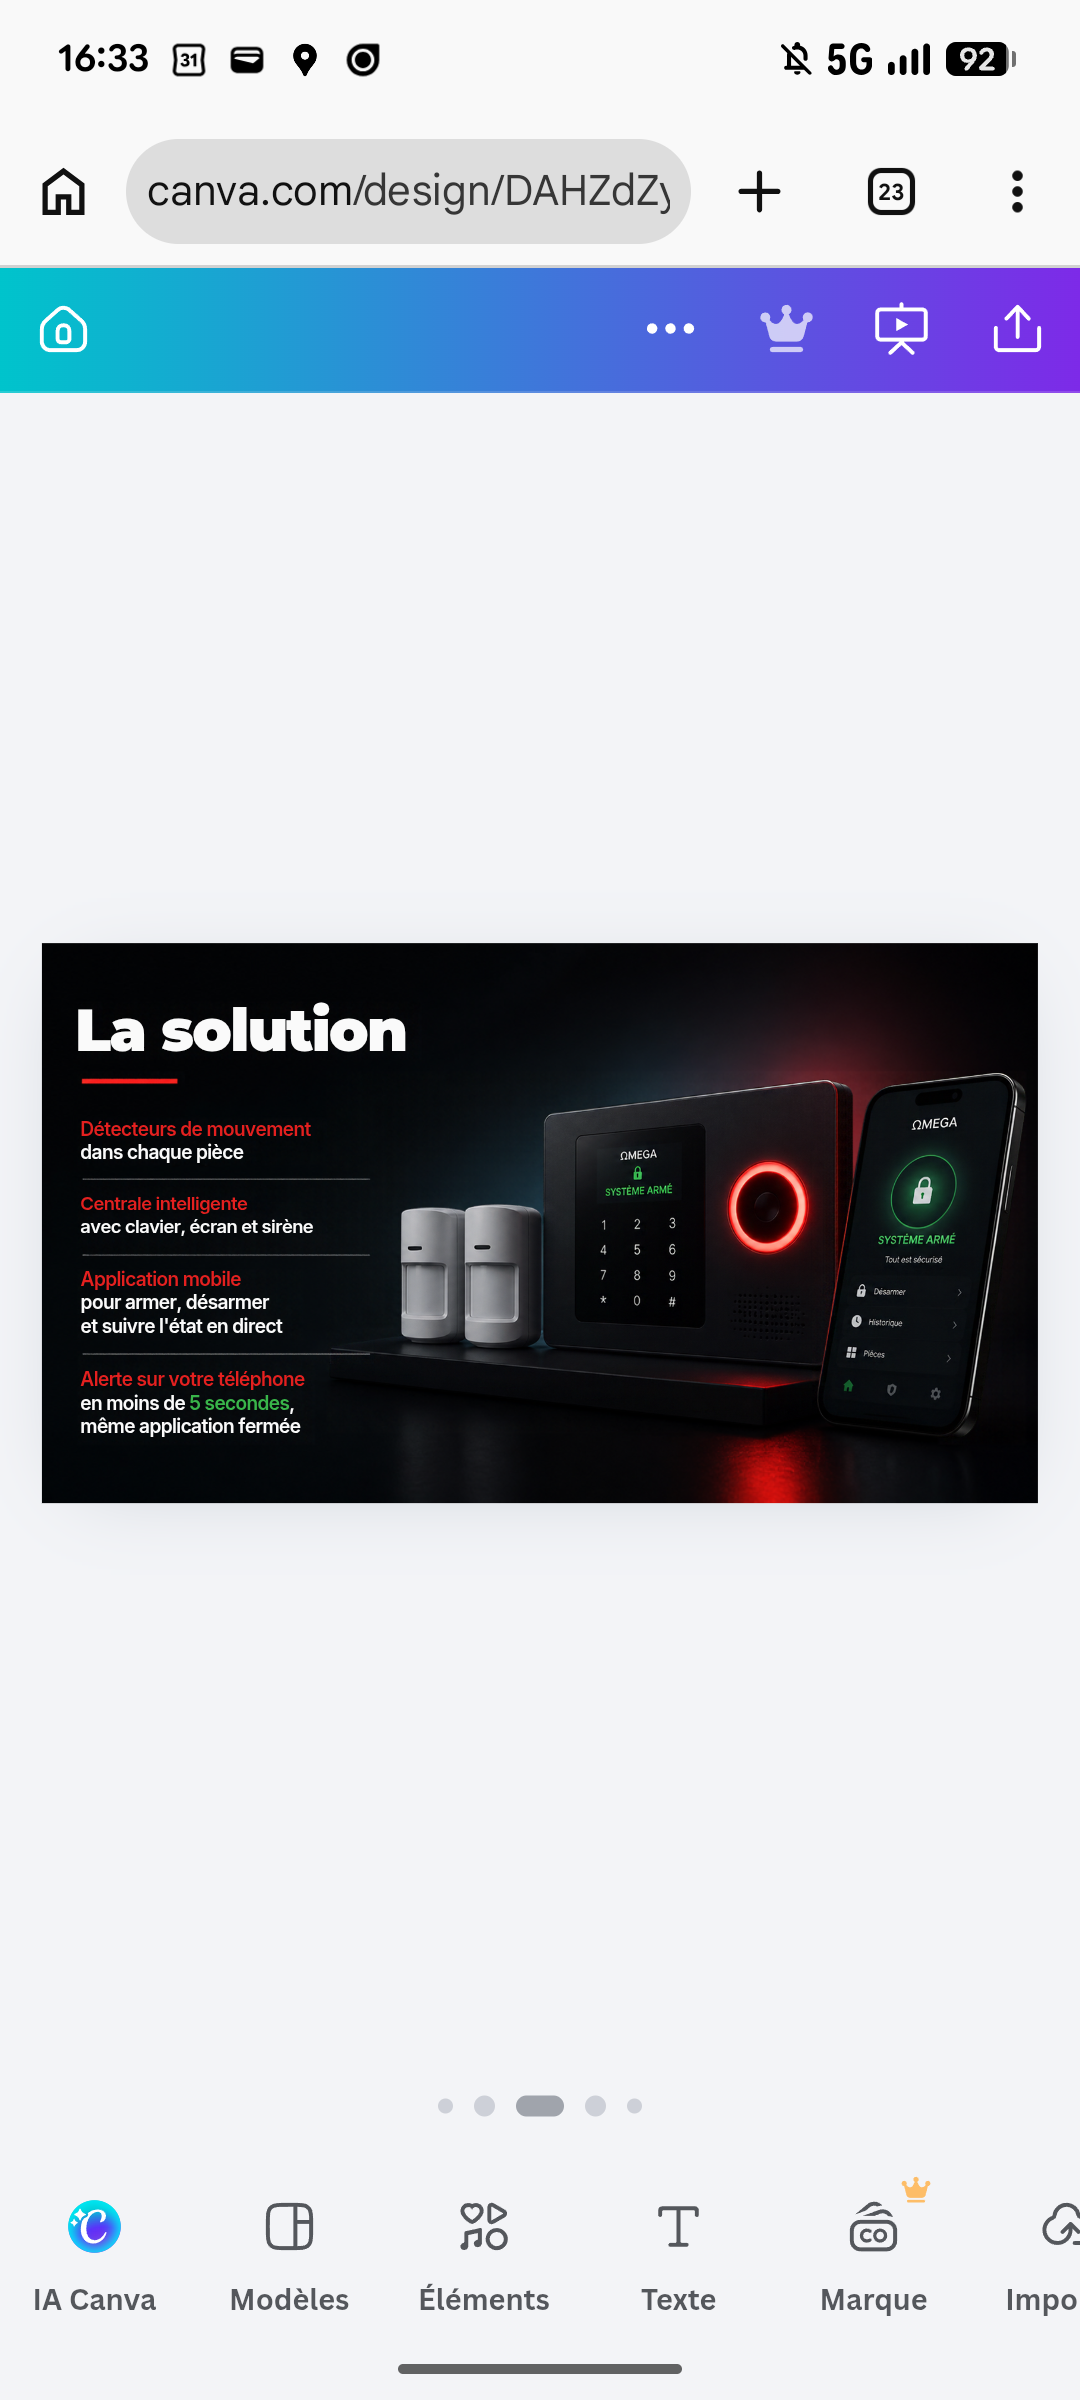 16:33
31
5G
92
canva.com/design/DAHZdZy
23
La solution
Détecteurs de mouvement
dans chaque pièce
Centrale intelligente
avec clavier, écran et sirène
Application mobile
pour armer, désarmer
et suivre l'état en direct
Alerte sur votre téléphone
en moins de 5 secondes,
même application fermée
ΩMEGA
SYSTÈME ARMÉ
1 2 3
4 5 6
7 8 9
* 0 #
ΩMEGA
SYSTÈME ARMÉ
Tout est sécurisé
Désarmer
Historique
Pièces
CO
IA Canva
Modèles
Éléments
Texte
Marque
Impo